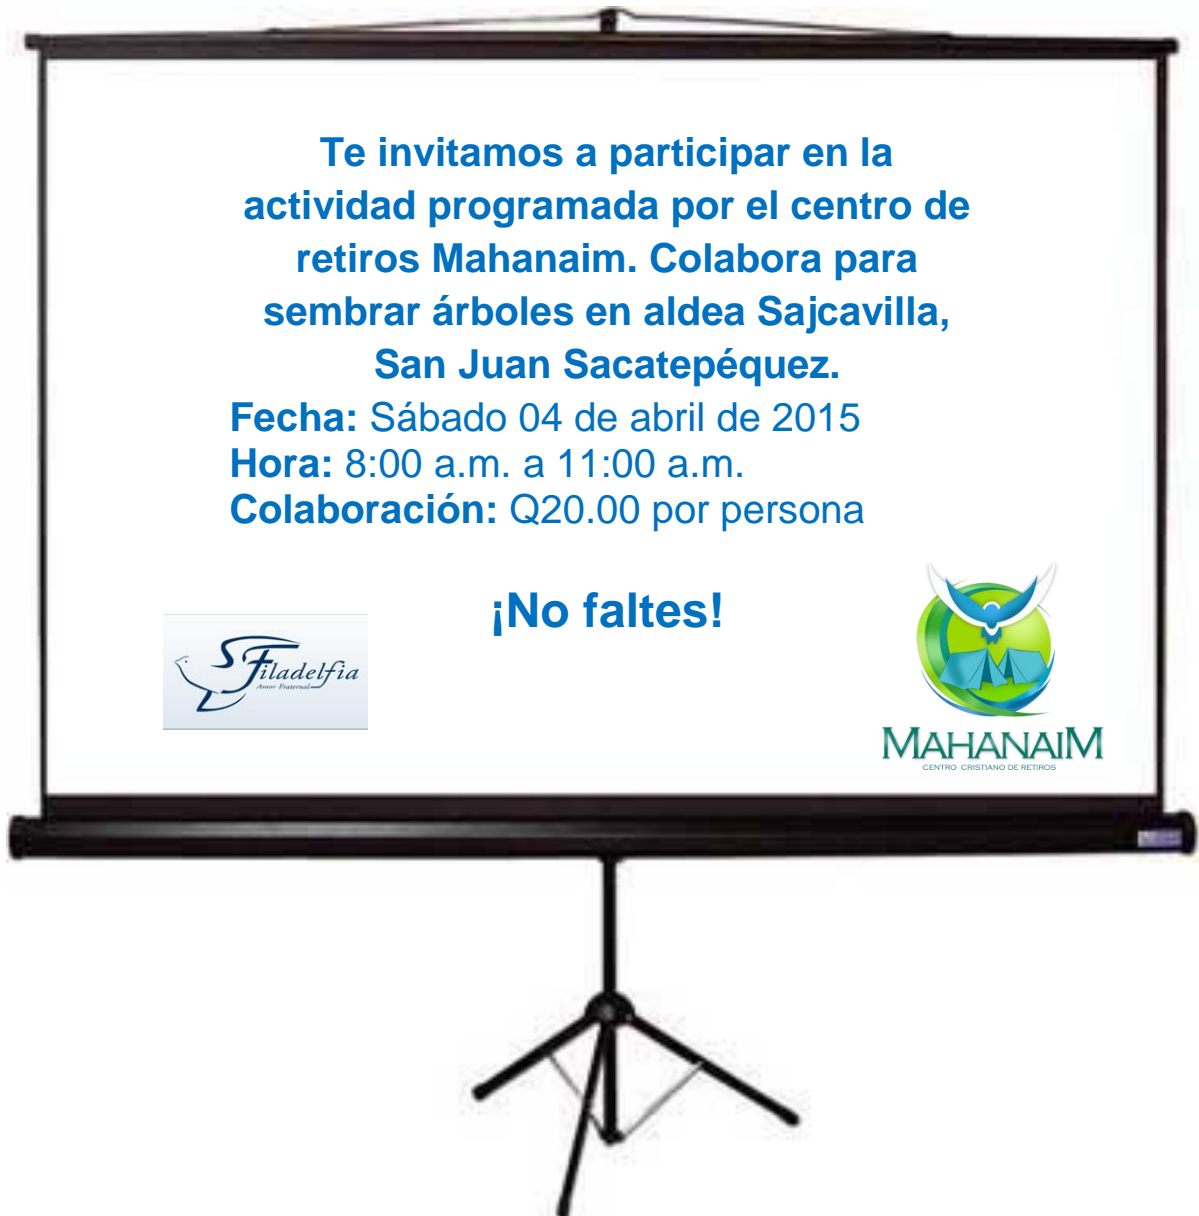 Te invitamos a participar en la
actividad programada por el centro de
retiros Mahanaim. Colabora para
sembrar árboles en aldea Sajcavilla,
San Juan Sacatepéquez.
Fecha: Sábado 04 de abril de 2015
Hora: 8:00 a.m. a 11:00 a.m.
Colaboración: Q20.00 por persona
¡No faltes!
Filadelfia
Amor Fraternal
MAHANAIM
CENTRO CRISTIANO DE RETIROS